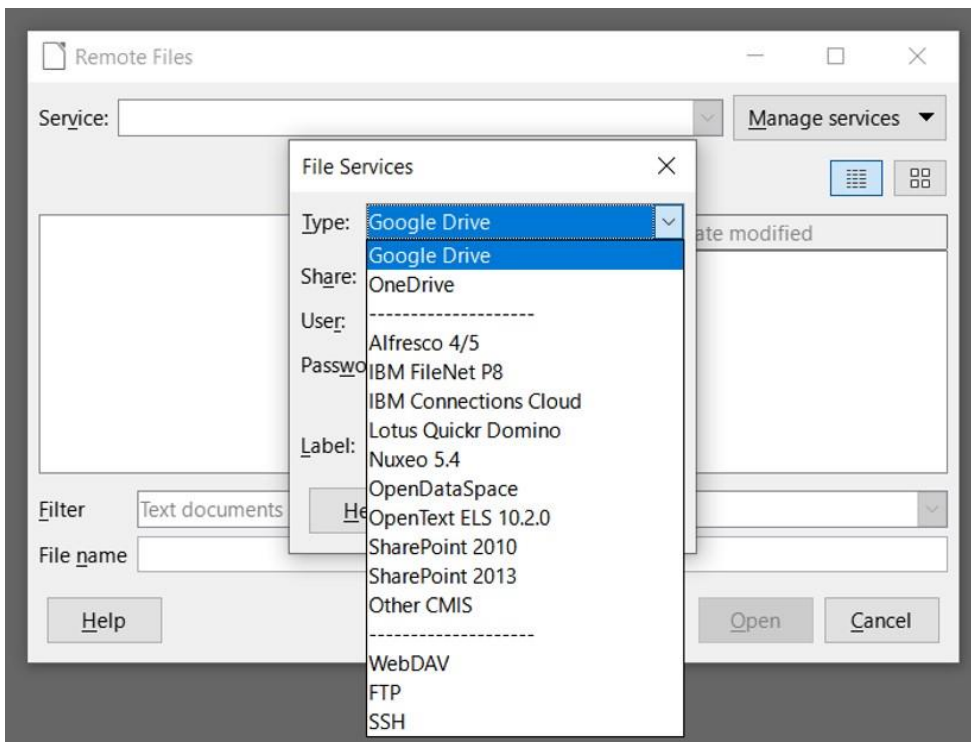 Remote Files
Service:
Manage services
File Services
Type: Google Drive
ate modified
Google Drive
Share:
OneDrive
User:
--------------------
Alfresco 4/5
Passwo
IBM FileNet P8
IBM Connections Cloud
Lotus Quickr Domino
Label:
Nuxeo 5.4
OpenDataSpace
Filter Text documents
He
OpenText ELS 10.2.0
SharePoint 2010
File name
SharePoint 2013
Other CMIS
Help
Open
Cancel
--------------------
WebDAV
FTP
SSH